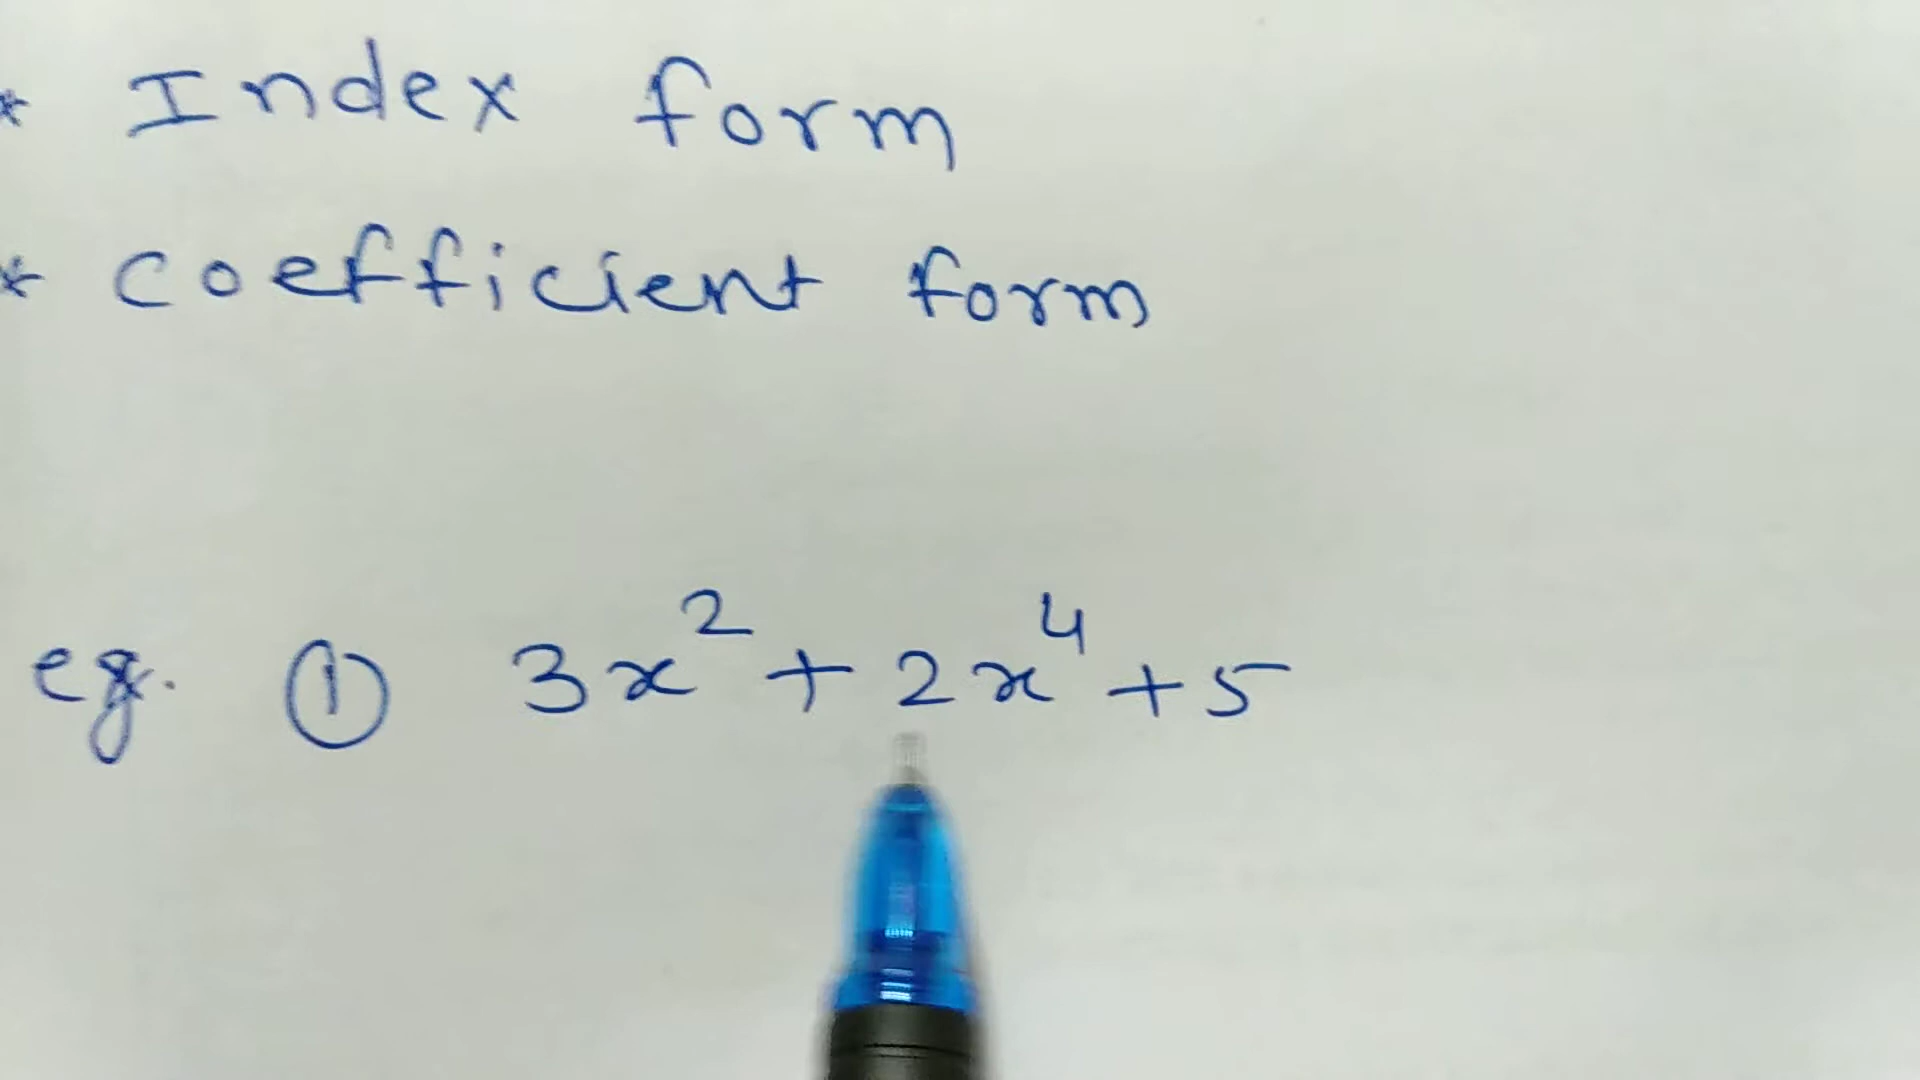 * Index form
* coefficient form
eg. ① 3x² + 2x⁴ + 5